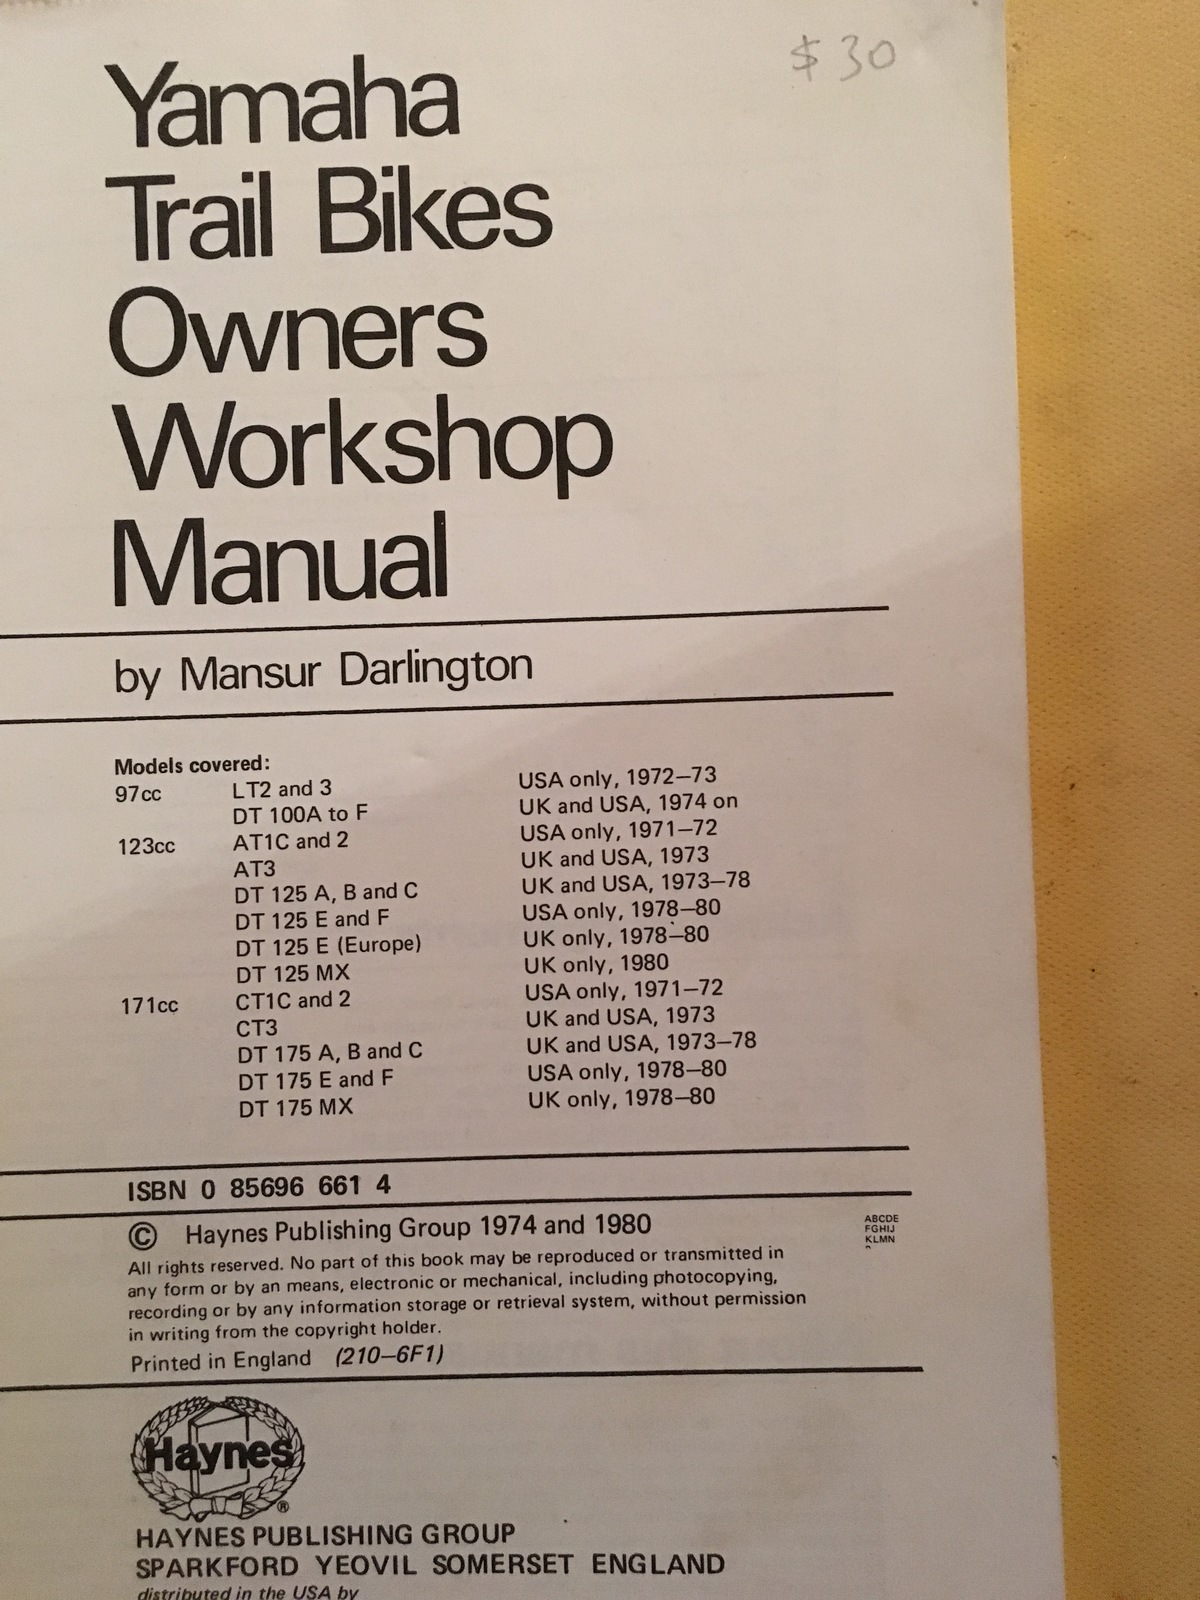 $30
Yamaha
Trail Bikes
Owners
Workshop
Manual
by Mansur Darlington
Models covered:
97cc LT2 and 3 USA only, 1972–73
DT 100A to F UK and USA, 1974 on
123cc AT1C and 2 USA only, 1971–72
AT3 UK and USA, 1973
DT 125 A, B and C UK and USA, 1973–78
DT 125 E and F USA only, 1978–80
DT 125 E (Europe) UK only, 1978–80
DT 125 MX UK only, 1980
171cc CT1C and 2 USA only, 1971–72
CT3 UK and USA, 1973
DT 175 A, B and C UK and USA, 1973–78
DT 175 E and F USA only, 1978–80
DT 175 MX UK only, 1978–80
ISBN 0 85696 661 4
© Haynes Publishing Group 1974 and 1980
ABCDE
FGHIJ
KLMN
All rights reserved. No part of this book may be reproduced or transmitted in
any form or by an means, electronic or mechanical, including photocopying,
recording or by any information storage or retrieval system, without permission
in writing from the copyright holder.
Printed in England (210–6F1)
Haynes®
HAYNES PUBLISHING GROUP
SPARKFORD YEOVIL SOMERSET ENGLAND
distributed in the USA by